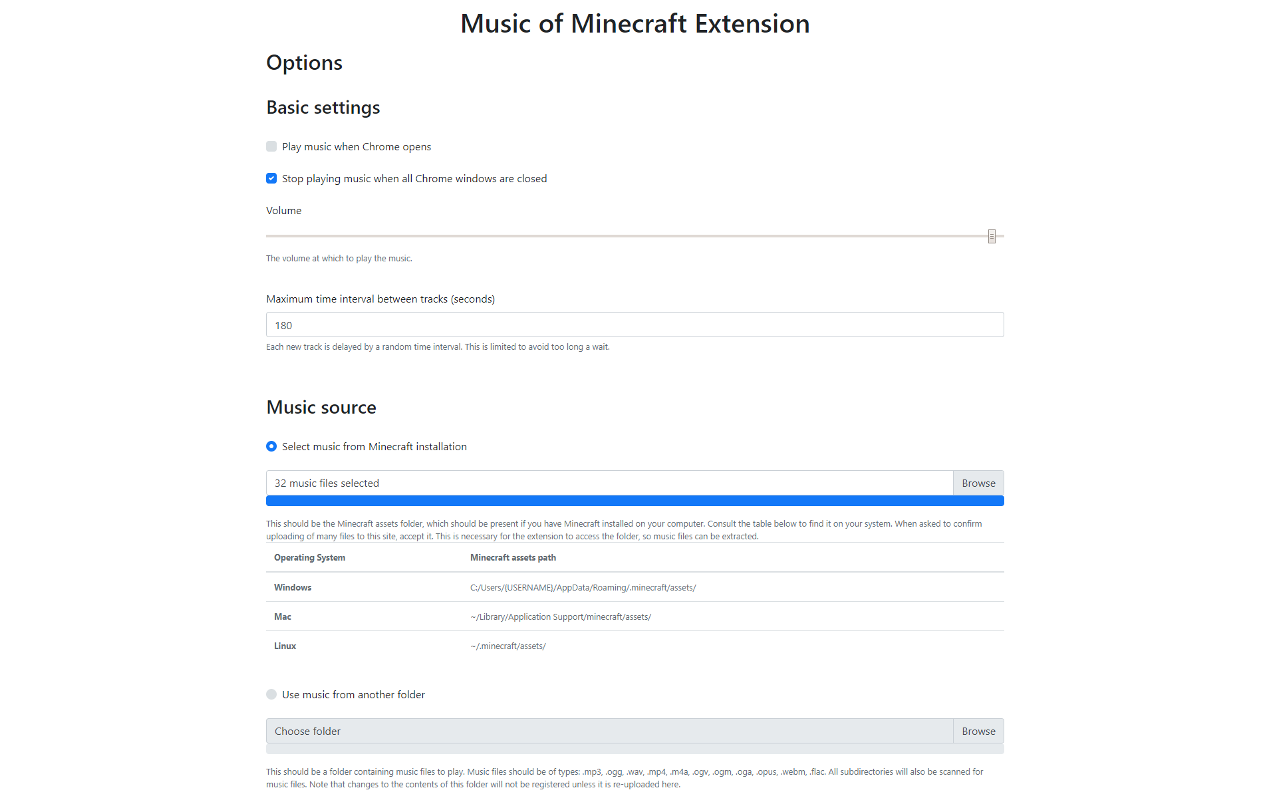 Music of Minecraft Extension
Options
Basic settings
Play music when Chrome opens
Stop playing music when all Chrome windows are closed
Volume
The volume at which to play the music.
Maximum time interval between tracks (seconds)
180
Each new track is delayed by a random time interval. This is limited to avoid too long a wait.
Music source
Select music from Minecraft installation
32 music files selected Browse
This should be the Minecraft assets folder, which should be present if you have Minecraft installed on your computer. Consult the table below to find it on your system. When asked to confirm
uploading of many files to this site, accept it. This is necessary for the extension to access the folder, so music files can be extracted.
Operating System Minecraft assets path
Windows C:/Users/{USERNAME}/AppData/Roaming/.minecraft/assets/
Mac ~/Library/Application Support/minecraft/assets/
Linux ~/.minecraft/assets/
Use music from another folder
Choose folder Browse
This should be a folder containing music files to play. Music files should be of types: .mp3, .ogg, .wav, .mp4, .m4a, .ogv, .ogm, .oga, .opus, .webm, .flac. All subdirectories will also be scanned for
music files. Note that changes to the contents of this folder will not be registered unless it is re-uploaded here.